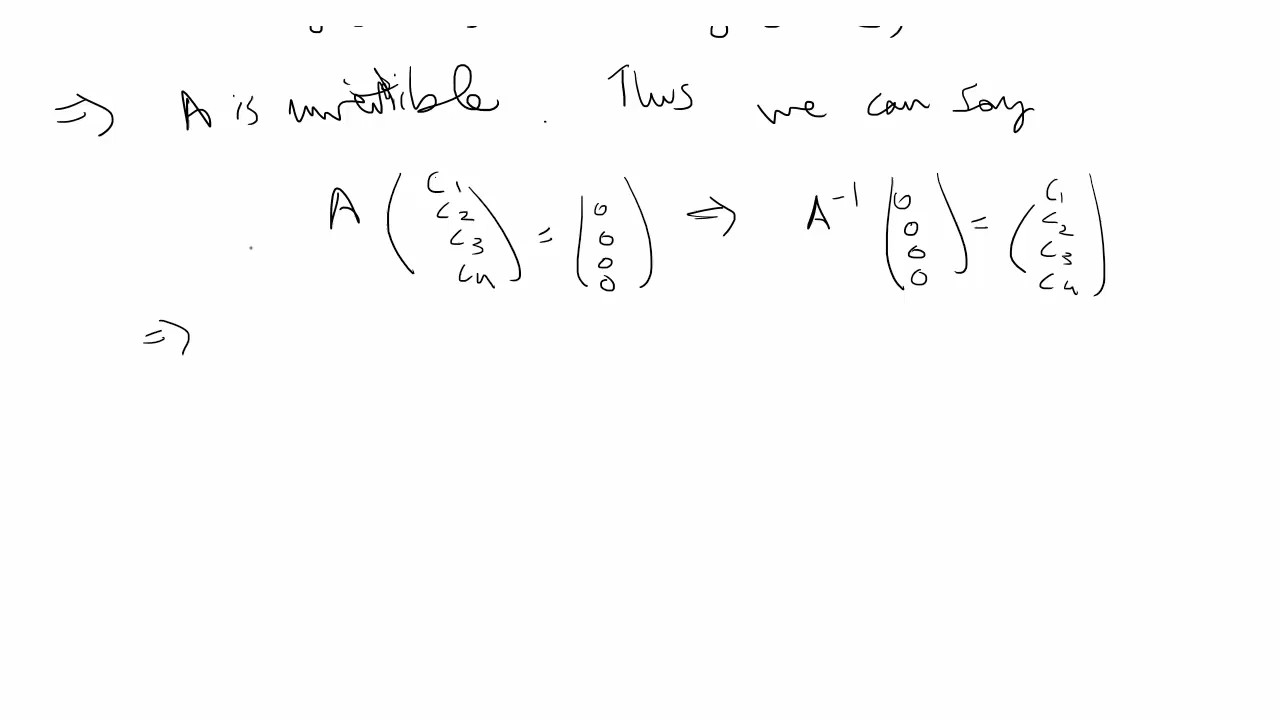 ⇒ A is invertible. Thus we can say
A (c1 c2 c3 c4) = (0 0 0 0) ⇔ A^-1 (0 0 0 0) = (c1 c2 c3 c4)
⇒